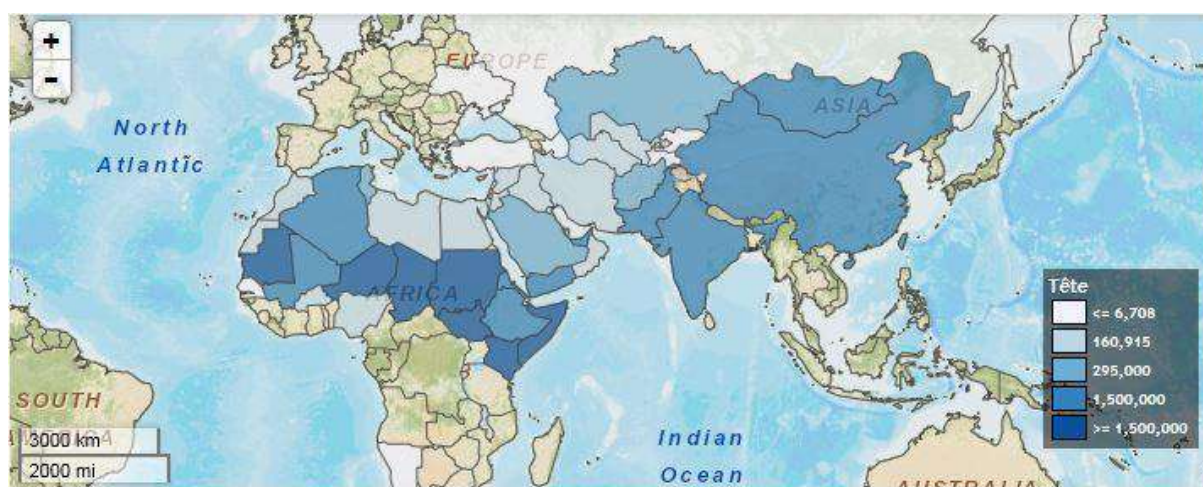 +
-
EUROPE
ASIA
North
Atlantic
AFRICA
SOUTH
AMERICA
3000 km
2000 mi
Indian
Ocean
AUSTRALIA
Tête
<= 6,708
160,915
295,000
1,500,000
>= 1,500,000